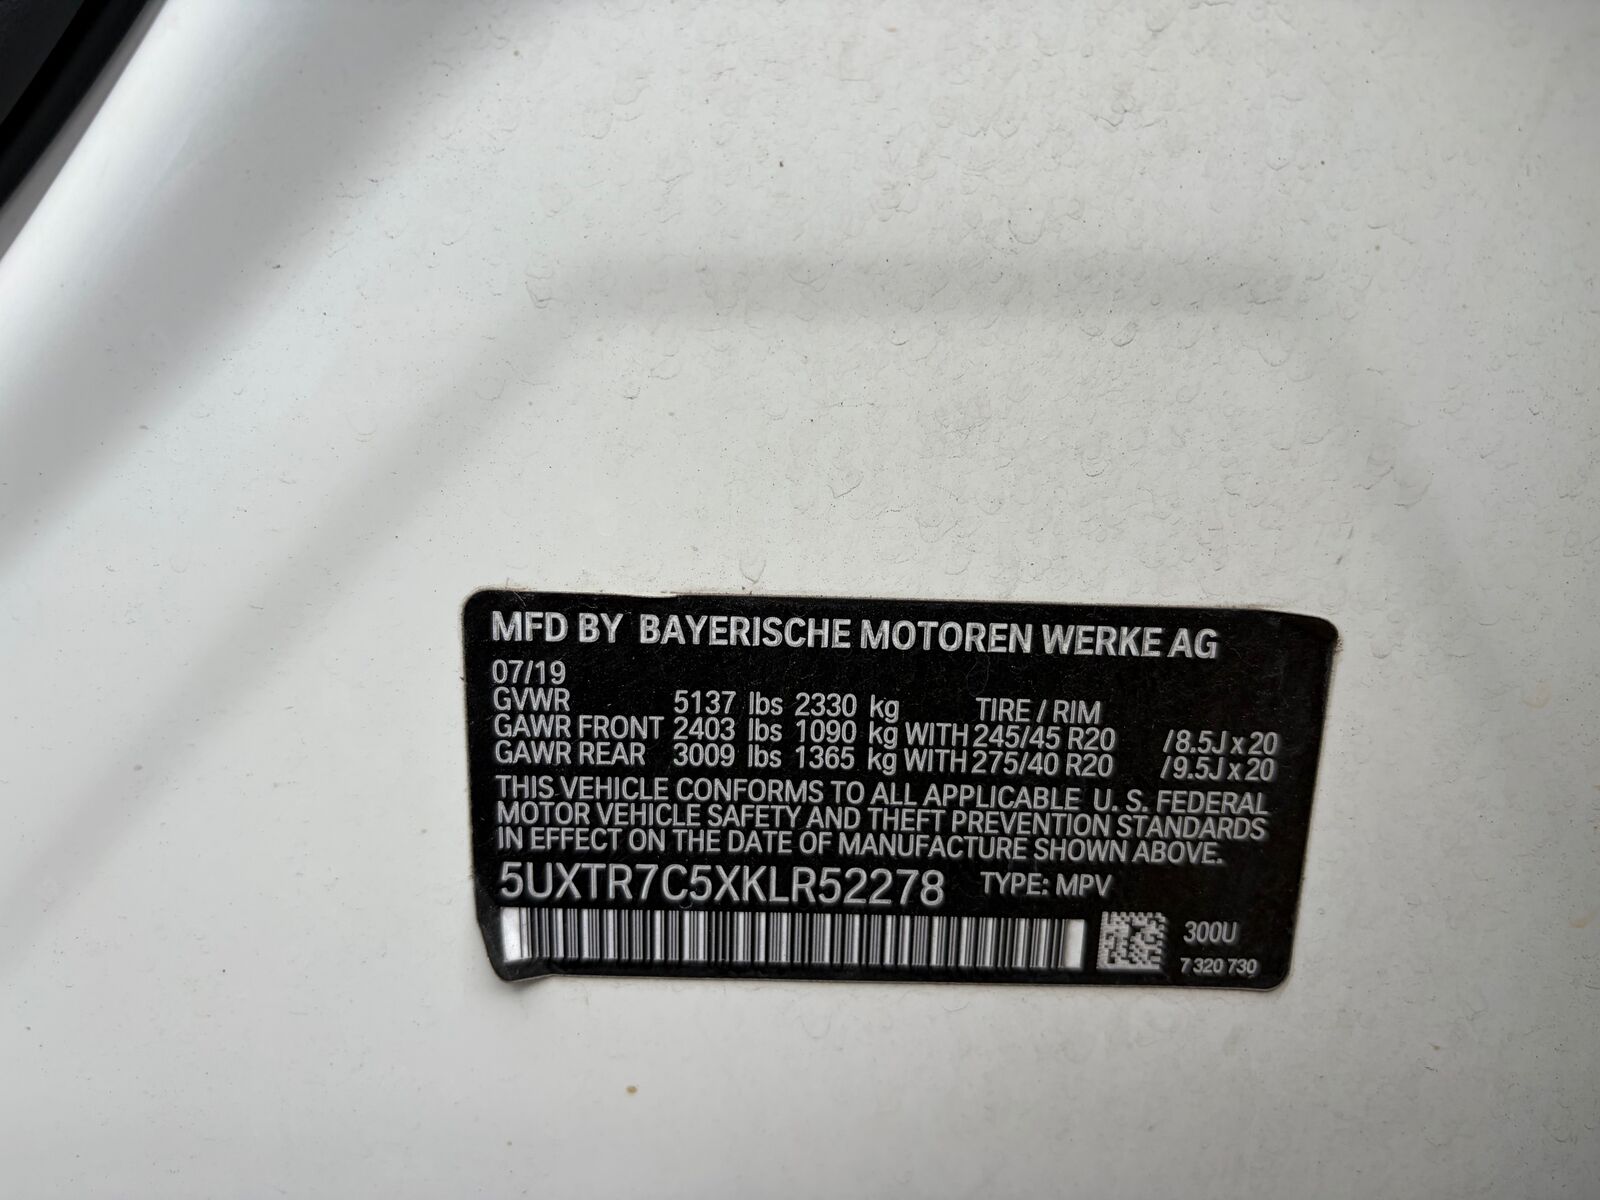 MFD BY BAYERISCHE MOTOREN WERKE AG
07/19
GVWR 5137 lbs 2330 kg TIRE / RIM
GAWR FRONT 2403 lbs 1090 kg WITH 245/45 R20 /8.5J x 20
GAWR REAR 3009 lbs 1365 kg WITH 275/40 R20 /9.5J x 20
THIS VEHICLE CONFORMS TO ALL APPLICABLE U. S. FEDERAL
MOTOR VEHICLE SAFETY AND THEFT PREVENTION STANDARDS
IN EFFECT ON THE DATE OF MANUFACTURE SHOWN ABOVE.
5UXTR7C5XKLR52278 TYPE: MPV
300U
7 320 730